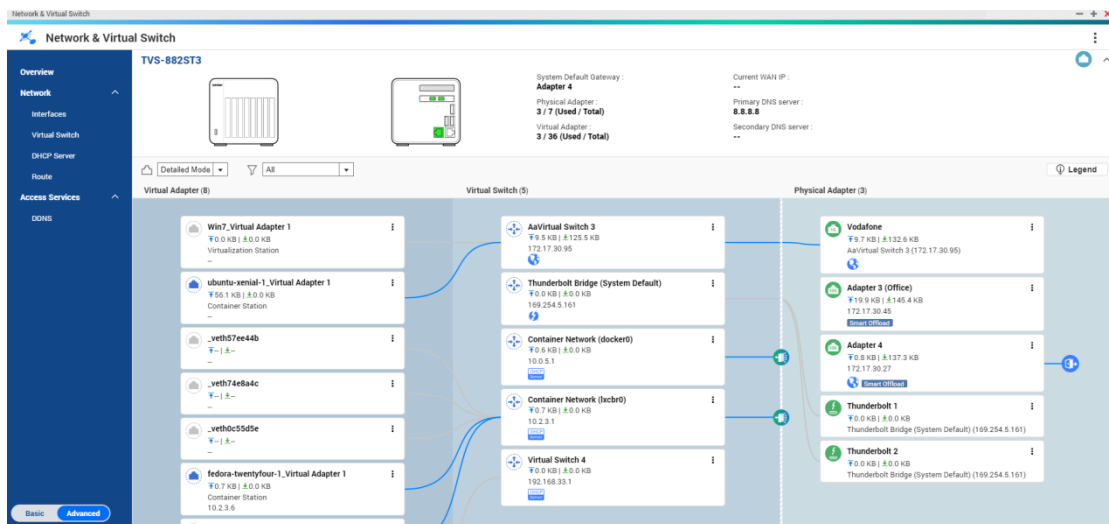 Network & Virtual Switch
Network & Virtual Switch
TVS-882ST3
Overview
Network
Interfaces
Virtual Switch
DHCP Server
Route
Access Services
DDNS
Basic
Advanced
System Default Gateway :
Adapter 4
Physical Adapter :
3 / 7 (Used / Total)
Virtual Adapter :
3 / 36 (Used / Total)
Current WAN IP :
--
Primary DNS server :
8.8.8.8
Secondary DNS server :
--
Detailed Mode
All
Legend
Virtual Adapter (8)
Win7_Virtual Adapter 1
0.0 KB | 0.0 KB
Virtualization Station
--
ubuntu-xenial-1_Virtual Adapter 1
56.1 KB | 0.0 KB
Container Station
--
_veth57ee44b
-- | --
--
_veth74e8a4c
-- | --
--
_veth0c55d5e
-- | --
--
fedora-twentyfour-1_Virtual Adapter 1
0.7 KB | 0.0 KB
Container Station
10.2.3.6
Virtual Switch (5)
AaVirtual Switch 3
9.5 KB | 125.5 KB
172.17.30.95
Thunderbolt Bridge (System Default)
0.0 KB | 0.0 KB
169.254.5.161
Container Network (docker0)
0.6 KB | 0.0 KB
10.0.5.1
DHCP
Server
Container Network (lxcbr0)
0.7 KB | 0.0 KB
10.2.3.1
DHCP
Server
Virtual Switch 4
0.0 KB | 0.0 KB
192.168.33.1
DHCP
Server
Physical Adapter (3)
Vodafone
9.7 KB | 132.6 KB
AaVirtual Switch 3 (172.17.30.95)
Adapter 3 (Office)
19.9 KB | 145.4 KB
172.17.30.45
Smart Offload
Adapter 4
0.8 KB | 137.3 KB
172.17.30.27
Smart Offload
Thunderbolt 1
0.0 KB | 0.0 KB
Thunderbolt Bridge (System Default) (169.254.5.161)
Thunderbolt 2
0.0 KB | 0.0 KB
Thunderbolt Bridge (System Default) (169.254.5.161)